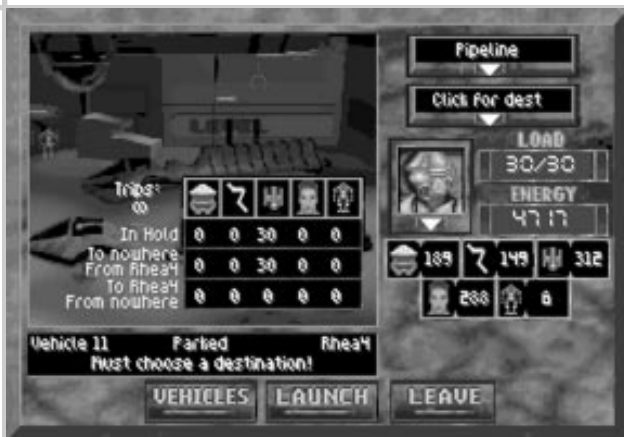 Pipeline
Click for dest
LOAD
30/30
ENERGY
4717
Trips:
∞
In Hold 0 0 30 0 0
To nowhere
From Rhea4 0 0 30 0 0
To Rhea4
From nowhere 0 0 0 0 0
189 149 312
288 6
Vehicle 11 Parked Rhea4
Must choose a destination!
VEHICLES LAUNCH LEAVE